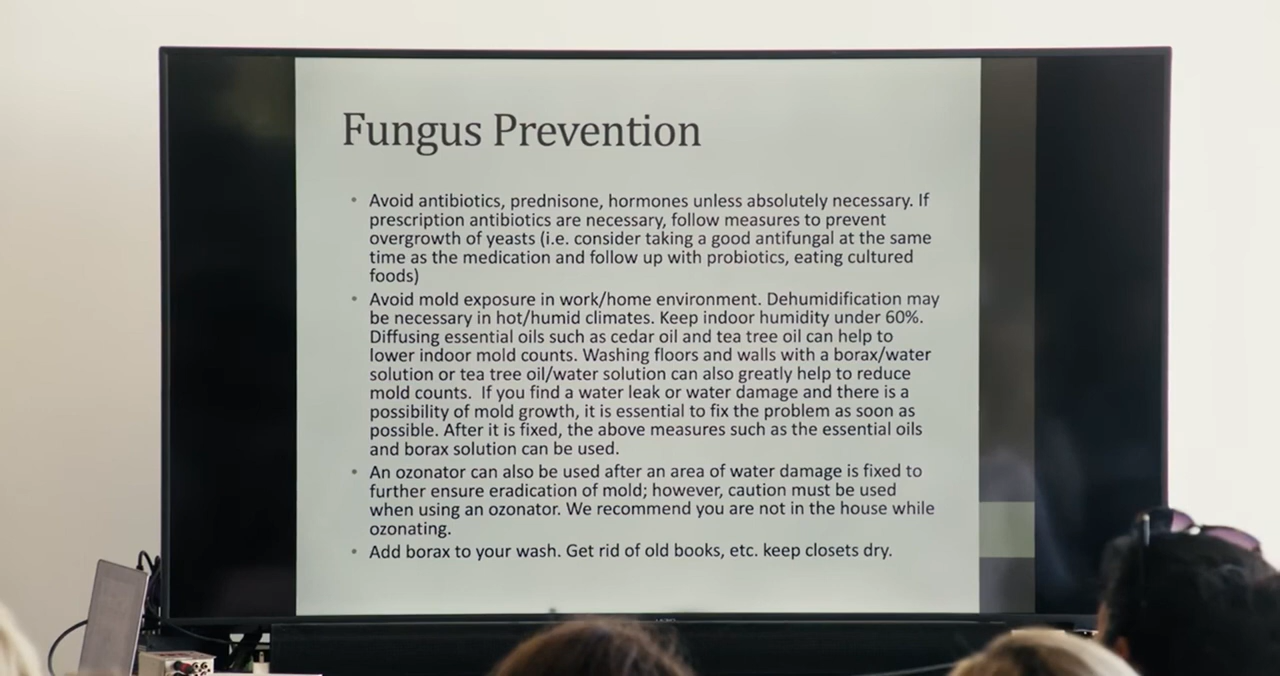 Fungus Prevention
• Avoid antibiotics, prednisone, hormones unless absolutely necessary. If
prescription antibiotics are necessary, follow measures to prevent
overgrowth of yeasts (i.e. consider taking a good antifungal at the same
time as the medication and follow up with probiotics, eating cultured
foods)
• Avoid mold exposure in work/home environment. Dehumidification may
be necessary in hot/humid climates. Keep indoor humidity under 60%.
Diffusing essential oils such as cedar oil and tea tree oil can help to
lower indoor mold counts. Washing floors and walls with a borax/water
solution or tea tree oil/water solution can also greatly help to reduce
mold counts.  If you find a water leak or water damage and there is a
possibility of mold growth, it is essential to fix the problem as soon as
possible. After it is fixed, the above measures such as the essential oils
and borax solution can be used.
• An ozonator can also be used after an area of water damage is fixed to
further ensure eradication of mold; however, caution must be used
when using an ozonator. We recommend you are not in the house while
ozonating.
• Add borax to your wash. Get rid of old books, etc. keep closets dry.